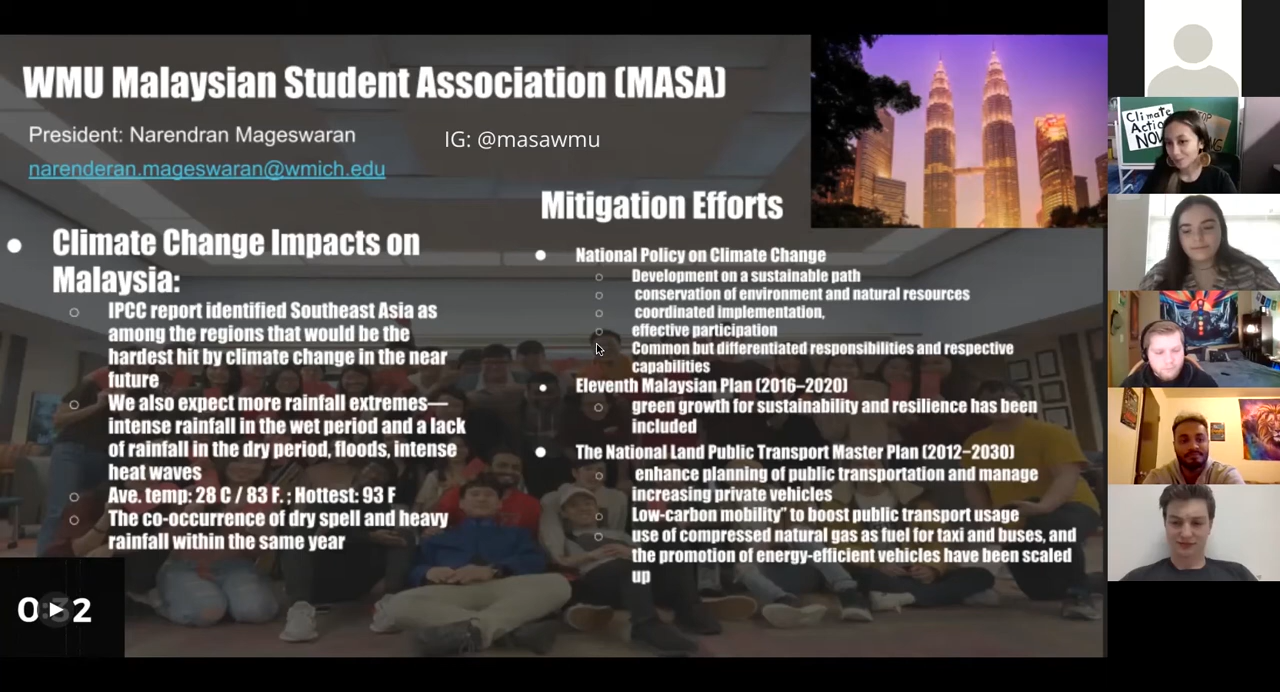 WMU Malaysian Student Association (MASA)
President: Narendran Mageswaran
IG: @masawmu
narenderan.mageswaran@wmich.edu
Climate Change Impacts on
Malaysia:
IPCC report identified Southeast Asia as
among the regions that would be the
hardest hit by climate change in the near
future
We also expect more rainfall extremes—
intense rainfall in the wet period and a lack
of rainfall in the dry period, floods, intense
heat waves
Ave. temp: 28 C / 83 F. ; Hottest: 93 F
The co-occurrence of dry spell and heavy
rainfall within the same year
Mitigation Efforts
National Policy on Climate Change
Development on a sustainable path
conservation of environment and natural resources
coordinated implementation,
effective participation
Common but differentiated responsibilities and respective
capabilities
Eleventh Malaysian Plan (2016–2020)
green growth for sustainability and resilience has been
included
The National Land Public Transport Master Plan (2012–2030)
enhance planning of public transportation and manage
increasing private vehicles
Low-carbon mobility” to boost public transport usage
use of compressed natural gas as fuel for taxi and buses, and
the promotion of energy-efficient vehicles have been scaled
up
Climate
Action
NOW